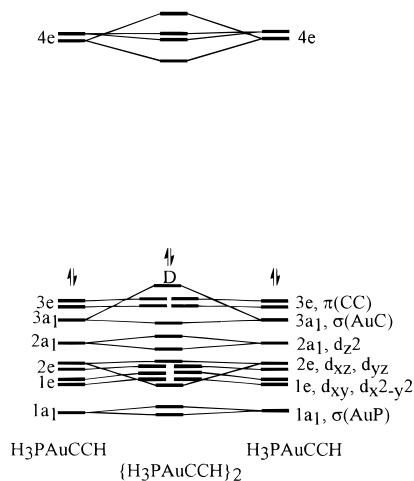 4e 4e
D
3e 3e, π(CC)
3a1 3a1, σ(AuC)
2a1 2a1, dz2
2e 2e, dxz, dyz
1e 1e, dxy, dx2-y2
1a1 1a1, σ(AuP)
H3PAuCCH H3PAuCCH
{H3PAuCCH}2